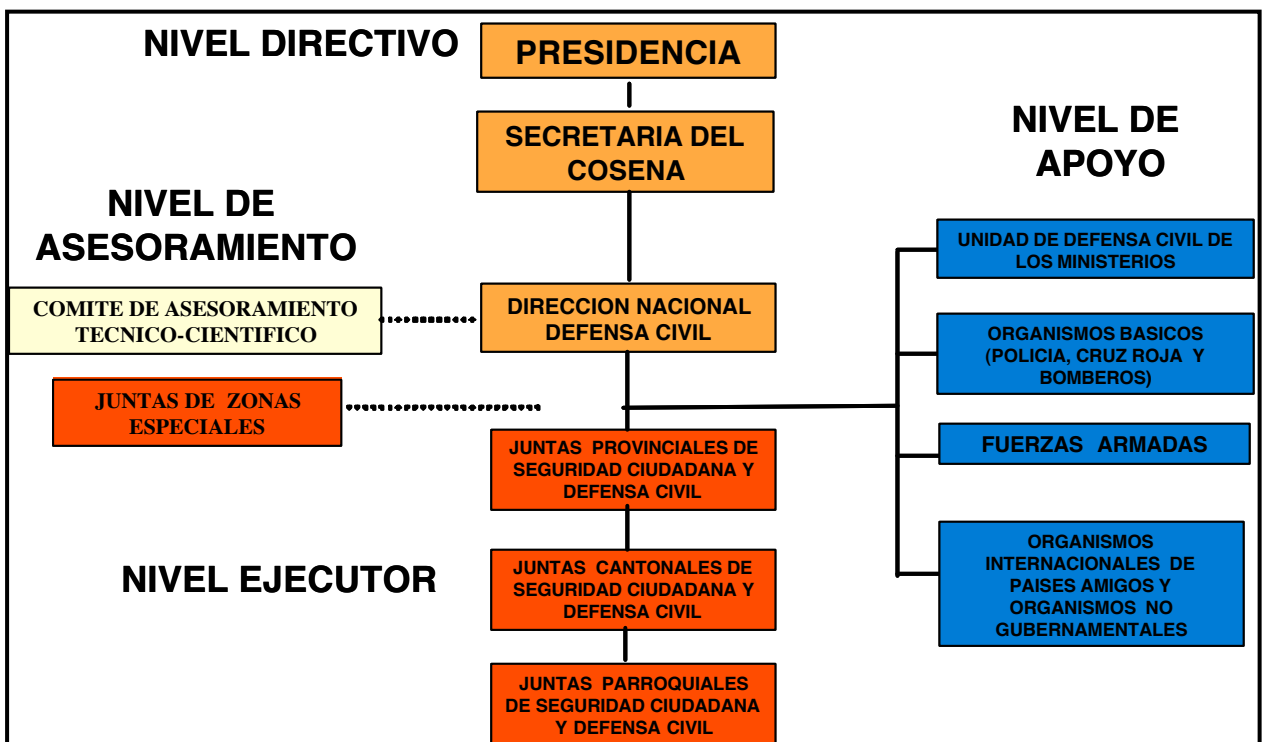 NIVEL DIRECTIVO
PRESIDENCIA
SECRETARIA DEL
COSENA
NIVEL DE
APOYO
NIVEL DE
ASESORAMIENTO
COMITE DE ASESORAMIENTO
TECNICO-CIENTIFICO
DIRECCION NACIONAL
DEFENSA CIVIL
UNIDAD DE DEFENSA CIVIL DE
LOS MINISTERIOS
ORGANISMOS BASICOS
(POLICIA, CRUZ ROJA Y
BOMBEROS)
JUNTAS DE ZONAS
ESPECIALES
FUERZAS ARMADAS
JUNTAS PROVINCIALES DE
SEGURIDAD CIUDADANA Y
DEFENSA CIVIL
ORGANISMOS
INTERNACIONALES DE
PAISES AMIGOS Y
ORGANISMOS NO
GUBERNAMENTALES
NIVEL EJECUTOR
JUNTAS CANTONALES DE
SEGURIDAD CIUDADANA Y
DEFENSA CIVIL
JUNTAS PARROQUIALES
DE SEGURIDAD CIUDADANA
Y DEFENSA CIVIL